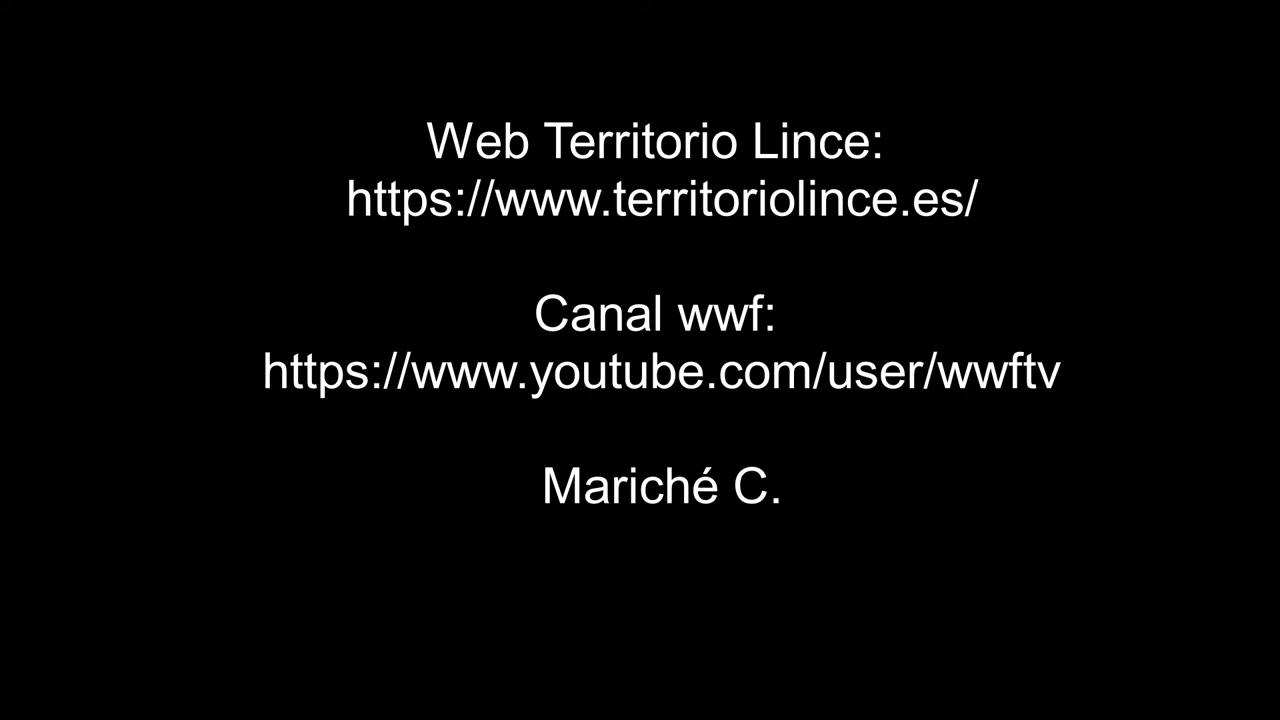 Web Territorio Lince:
https://www.territoriolince.es/
Canal wwf:
https://www.youtube.com/user/wwftv
Mariché C.